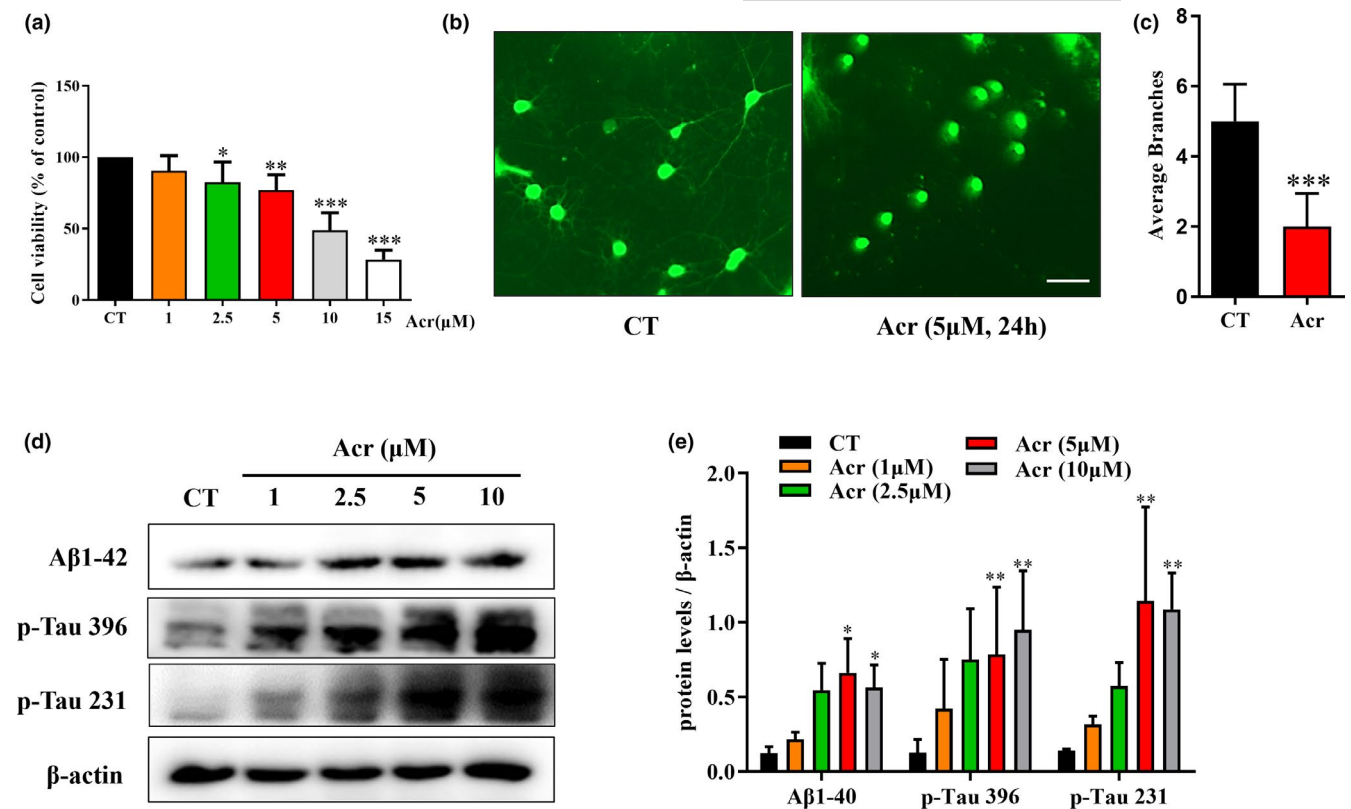 (a)
Cell viability (% of control)
150
100
50
0
*
**
***
***
CT 1 2.5 5 10 15 Acr(μM)
(b)
CT
Acr (5μM, 24h)
(c)
Average Branches
8
6
4
2
0
***
CT Acr
(d)
Acr (μM)
CT 1 2.5 5 10
Aβ1-42
p-Tau 396
p-Tau 231
β-actin
(e)
CT
Acr (1μM)
Acr (2.5μM)
Acr (5μM)
Acr (10μM)
protein levels / β-actin
2.0
1.5
1.0
0.5
0.0
*
*
**
**
**
**
Aβ1-40 p-Tau 396 p-Tau 231